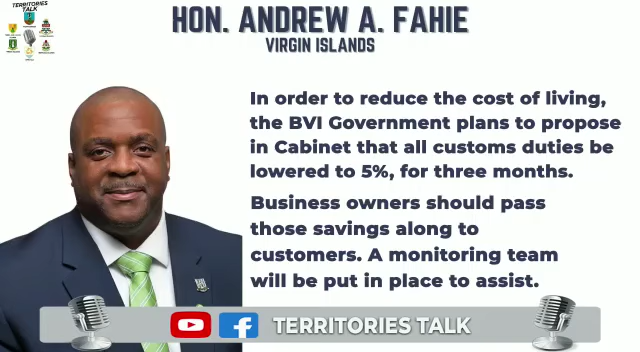 TERRITORIES
TALK
HON. ANDREW A. FAHIE
VIRGIN ISLANDS
In order to reduce the cost of living,
the BVI Government plans to propose
in Cabinet that all customs duties be
lowered to 5%, for three months.
Business owners should pass
those savings along to
customers. A monitoring team
will be put in place to assist.
TERRITORIES TALK